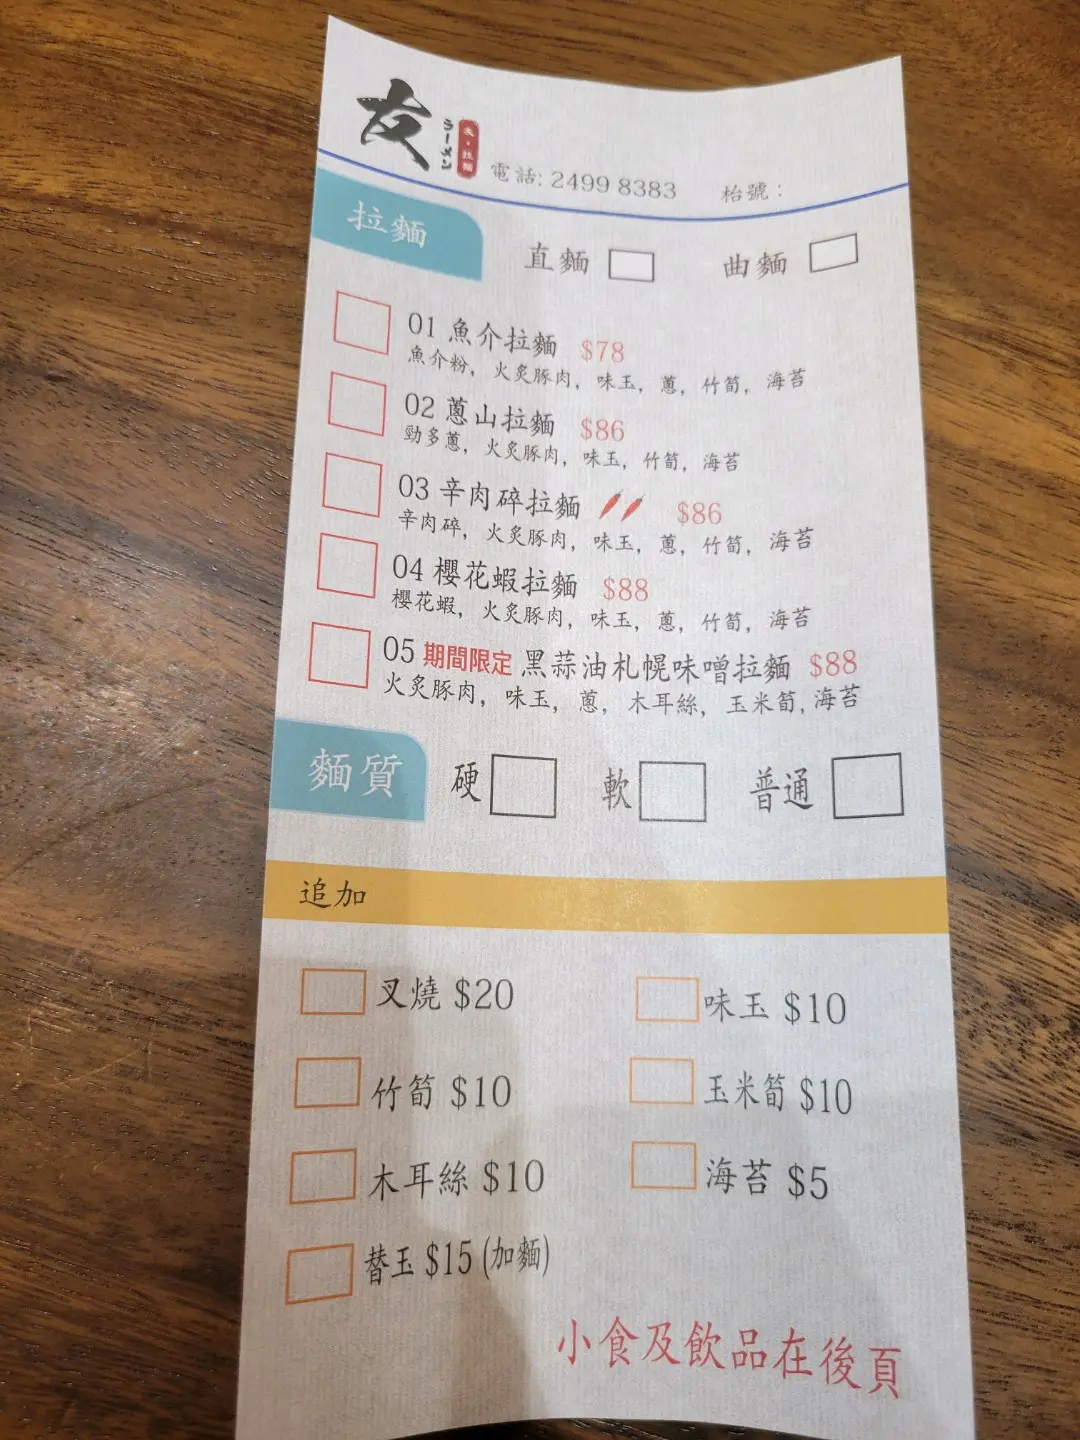 友
ラーメン
友・拉麵
電話: 2499 8383 枱號 :
拉麵 直麵 曲麵
01 魚介拉麵 $78
魚介粉, 火炙豚肉, 味玉, 蔥, 竹筍, 海苔
02 蔥山拉麵 $86
勁多蔥, 火炙豚肉, 味玉, 竹筍, 海苔
03 辛肉碎拉麵 $86
辛肉碎, 火炙豚肉, 味玉, 蔥, 竹筍, 海苔
04 櫻花蝦拉麵 $88
櫻花蝦, 火炙豚肉, 味玉, 蔥, 竹筍, 海苔
05 期間限定 黑蒜油札幌味噌拉麵 $88
火炙豚肉, 味玉, 蔥, 木耳絲, 玉米筍, 海苔
麵質 硬 軟 普通
追加
叉燒 $20 味玉 $10
竹筍 $10 玉米筍 $10
木耳絲 $10 海苔 $5
替玉 $15 (加麵)
小食及飲品在後頁